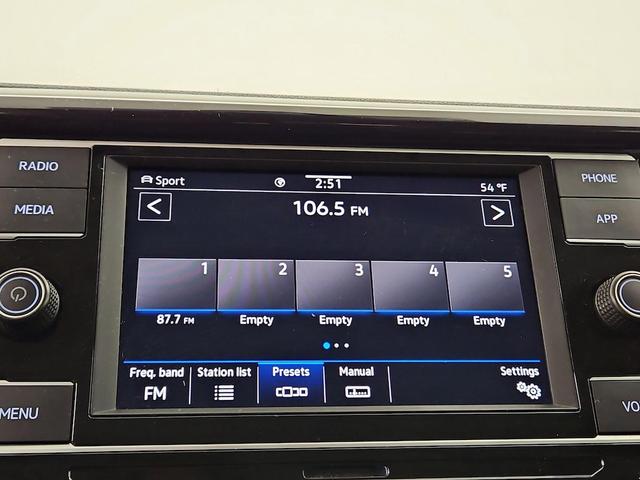 RADIO
MEDIA
MENU
Sport
2:51
54 °F
106.5 FM
1
2
3
4
5
87.7 FM
Empty
Empty
Empty
Empty
Freq. band
FM
Station list
Presets
Manual
Settings
PHONE
APP
VO